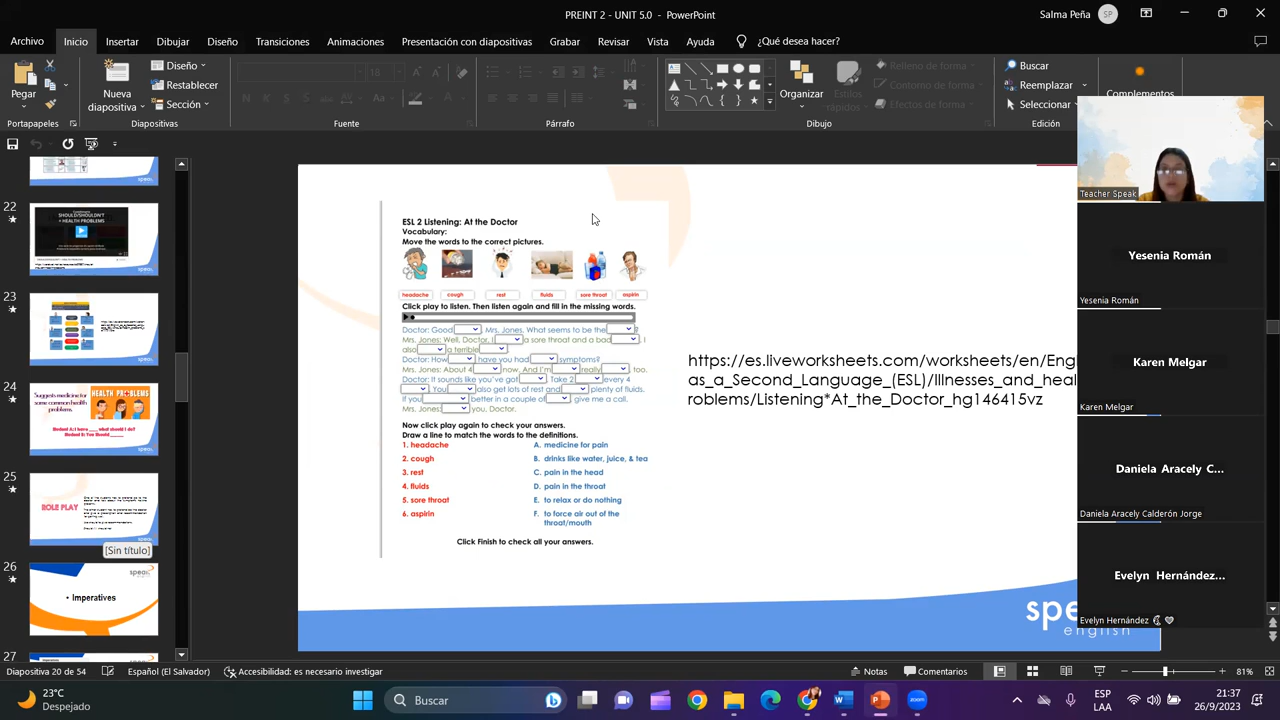 PREINT 2 - UNIT 5.0 - PowerPoint
Salma Peña
SP
Archivo Inicio Insertar Dibujar Diseño Transiciones Animaciones Presentación con diapositivas Grabar Revisar Vista Ayuda ¿Qué desea hacer?
Pegar
Nueva diapositiva
Diseño
Restablecer
Sección
18
N K S S
Aa
Organizar
Estilos rápidos
Relleno de forma
Contorno de forma
Efectos de forma
Buscar
Reemplazar
Seleccionar
Complementos
Portapapeles
Diapositivas
Fuente
Párrafo
Dibujo
Edición
22
SHOULD/SHOULDN'T
+ HEALTH PROBLEMS
23
24
Suggests medicine for
some common health
problems.
HEALTH PROBLEMS
Student A: I have ____ what should I do?
Student B: You Should ______
25
ROLE PLAY
[Sin título]
26
• Imperatives
27
ESL 2 Listening: At the Doctor
Vocabulary:
Move the words to the correct pictures.
headache cough rest fluids sore throat aspirin
Click play to listen. Then listen again and fill in the missing words.
Doctor: Good , Mrs. Jones. What seems to be the ?
Mrs. Jones: Well, Doctor, I a sore throat and a bad . I
also a terrible .
Doctor: How have you had symptoms?
Mrs. Jones: About 4 now. And I'm really , too.
Doctor: It sounds like you've got . Take 2 every 4
. You also get lots of rest and plenty of fluids.
If you better in a couple of , give me a call.
Mrs. Jones: you, Doctor.
Now click play again to check your answers.
Draw a line to match the words to the definitions.
1. headache A. medicine for pain
2. cough B. drinks like water, juice, & tea
3. rest C. pain in the head
4. fluids D. pain in the throat
5. sore throat E. to relax or do nothing
6. aspirin F. to force air out of the
throat/mouth
Click Finish to check all your answers.
https://es.liveworksheets.com/worksheets/en/Eng
as_a_Second_Language_(ESL)/Illnesses_and_heal
roblems/Listening*At_the_Doctor_hg146415vz
spe
english
Teacher Speak
Yesenia Román
Yesenia Román
Karen Melgar
Karen Melgar
Daniela Aracely C...
Daniela Aracely Calderón Jorge
Evelyn Hernández...
Evelyn Hernández
Diapositiva 20 de 54
Español (El Salvador)
Accesibilidad: es necesario investigar
Notas
Comentarios
81%
23°C
Despejado
Buscar
ESP
LAA
21:37
26/9/2023